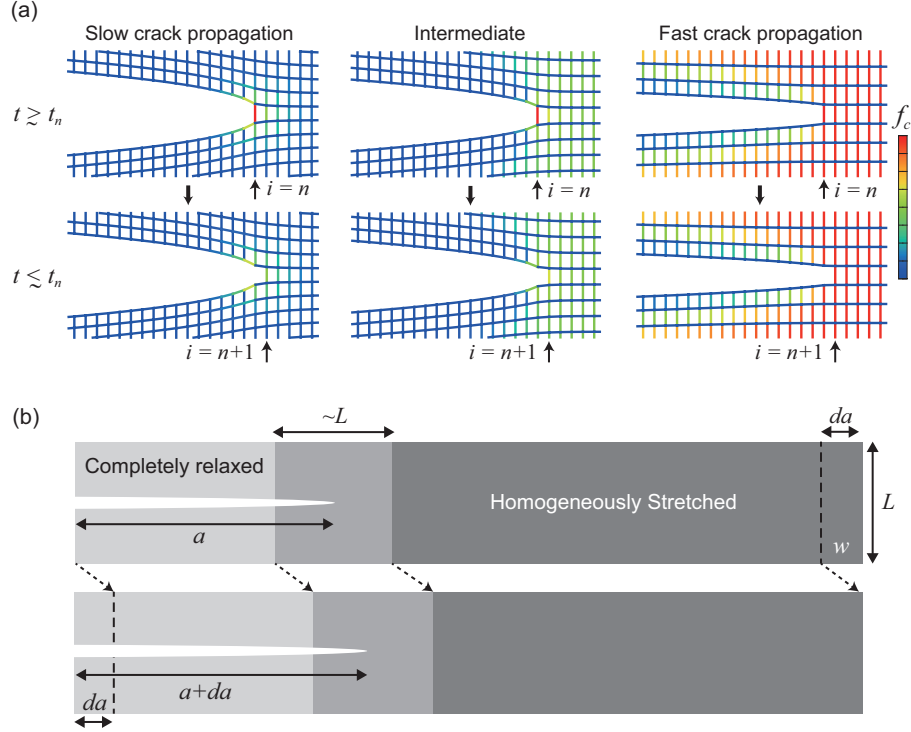 (a)
Slow crack propagation
Intermediate
Fast crack propagation
t ≳ tn
fc
i = n
i = n
i = n
t ≲ tn
i = n+1
i = n+1
i = n+1
(b)
~L
da
Completely relaxed
Homogeneously Stretched
L
a
w
a+da
da